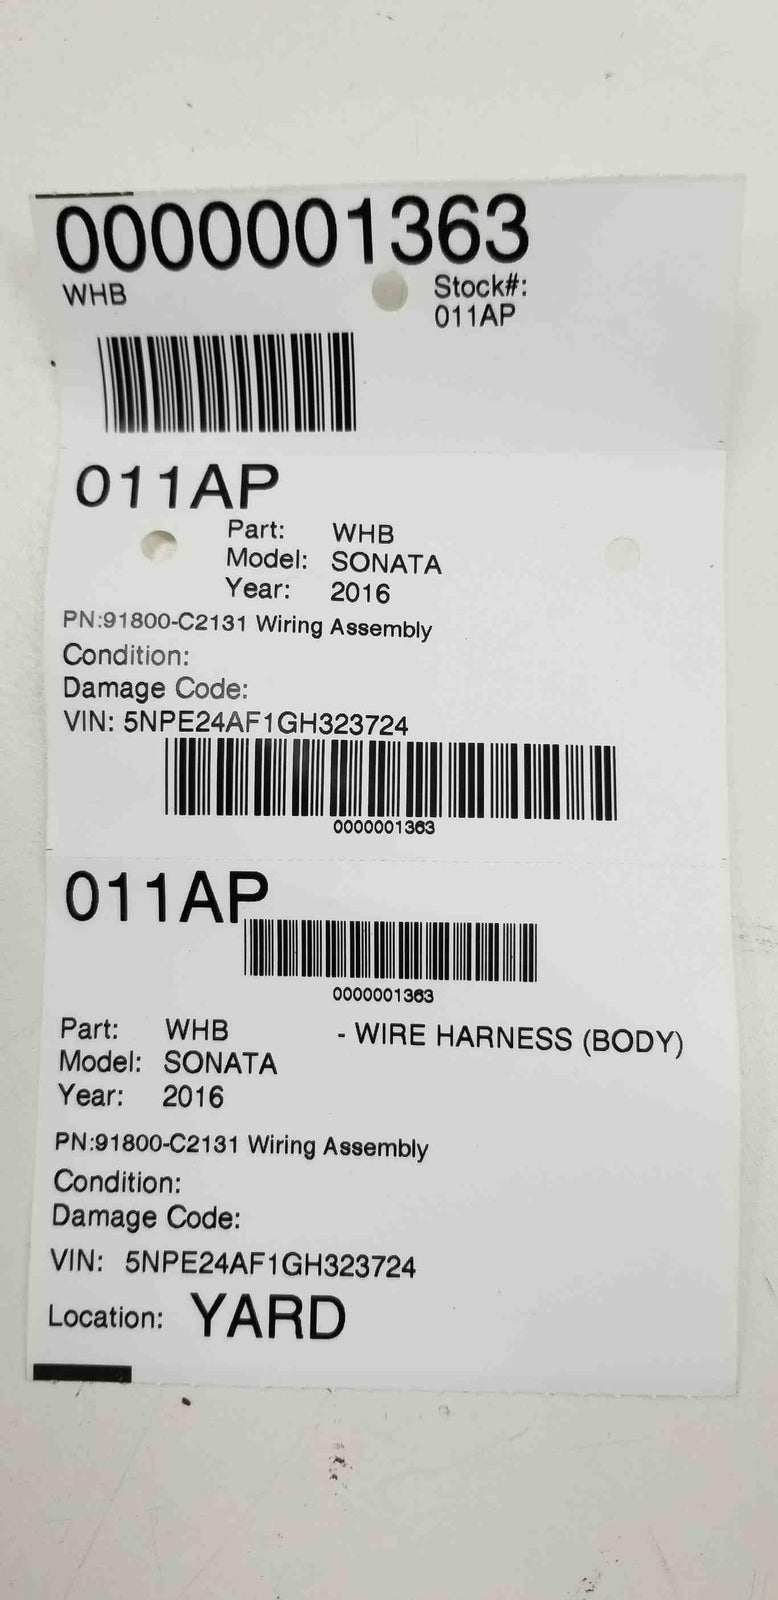 0000001363
WHB
Stock#:
011AP
011AP
Part: WHB
Model: SONATA
Year: 2016
PN:91800-C2131 Wiring Assembly
Condition:
Damage Code:
VIN: 5NPE24AF1GH323724
0000001363
011AP
0000001363
Part: WHB - WIRE HARNESS (BODY)
Model: SONATA
Year: 2016
PN:91800-C2131 Wiring Assembly
Condition:
Damage Code:
VIN: 5NPE24AF1GH323724
Location: YARD